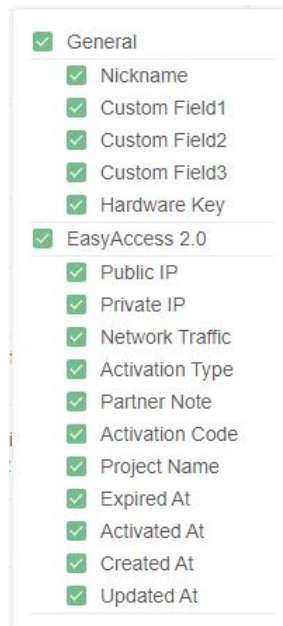 General
Nickname
Custom Field1
Custom Field2
Custom Field3
Hardware Key
EasyAccess 2.0
Public IP
Private IP
Network Traffic
Activation Type
Partner Note
Activation Code
Project Name
Expired At
Activated At
Created At
Updated At